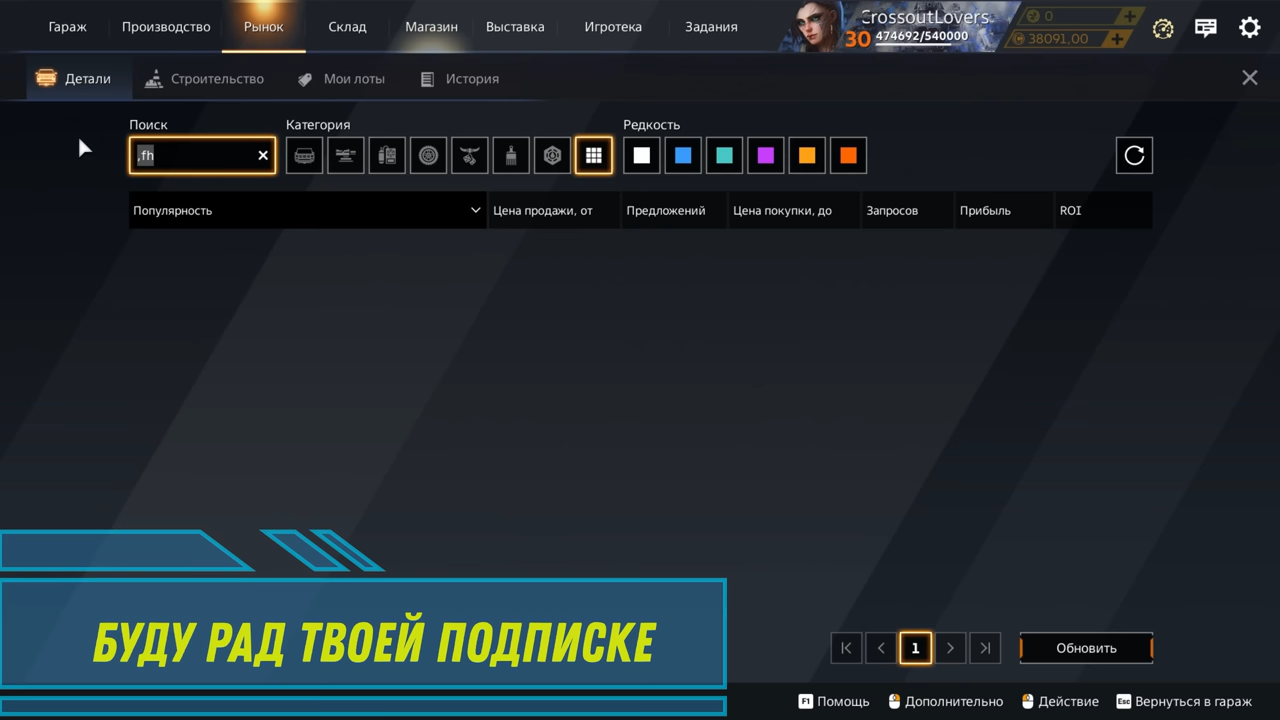 Гараж Производство Рынок Склад Магазин Выставка Игротека Задания
CrossoutLovers
30 474692/540000
0
38091,00
Детали Строительство Мои лоты История
Поиск Категория Редкость
,fh
Популярность Цена продажи, от Предложений Цена покупки, до Запросов Прибыль ROI
БУДУ РАД ТВОЕЙ ПОДПИСКЕ
1 Обновить
F1 Помощь Дополнительно Действие Esc Вернуться в гараж